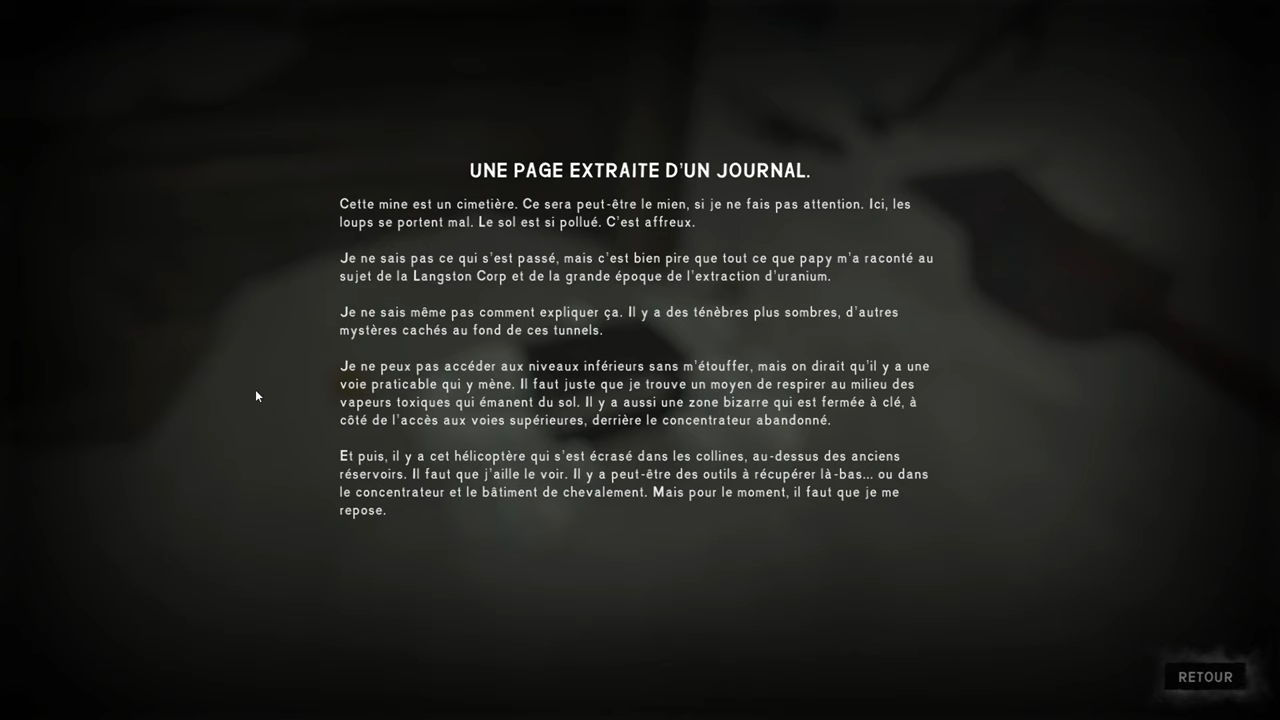 UNE PAGE EXTRAITE D'UN JOURNAL.
Cette mine est un cimetière. Ce sera peut-être le mien, si je ne fais pas attention. Ici, les
loups se portent mal. Le sol est si pollué. C'est affreux.
Je ne sais pas ce qui s'est passé, mais c'est bien pire que tout ce que papy m'a raconté au
sujet de la Langston Corp et de la grande époque de l'extraction d'uranium.
Je ne sais même pas comment expliquer ça. Il y a des ténèbres plus sombres, d'autres
mystères cachés au fond de ces tunnels.
Je ne peux pas accéder aux niveaux inférieurs sans m'étouffer, mais on dirait qu'il y a une
voie praticable qui y mène. Il faut juste que je trouve un moyen de respirer au milieu des
vapeurs toxiques qui émanent du sol. Il y a aussi une zone bizarre qui est fermée à clé, à
côté de l'accès aux voies supérieures, derrière le concentrateur abandonné.
Et puis, il y a cet hélicoptère qui s'est écrasé dans les collines, au-dessus des anciens
réservoirs. Il faut que j'aille le voir. Il y a peut-être des outils à récupérer là-bas... ou dans
le concentrateur et le bâtiment de chevalement. Mais pour le moment, il faut que je me
repose.
RETOUR